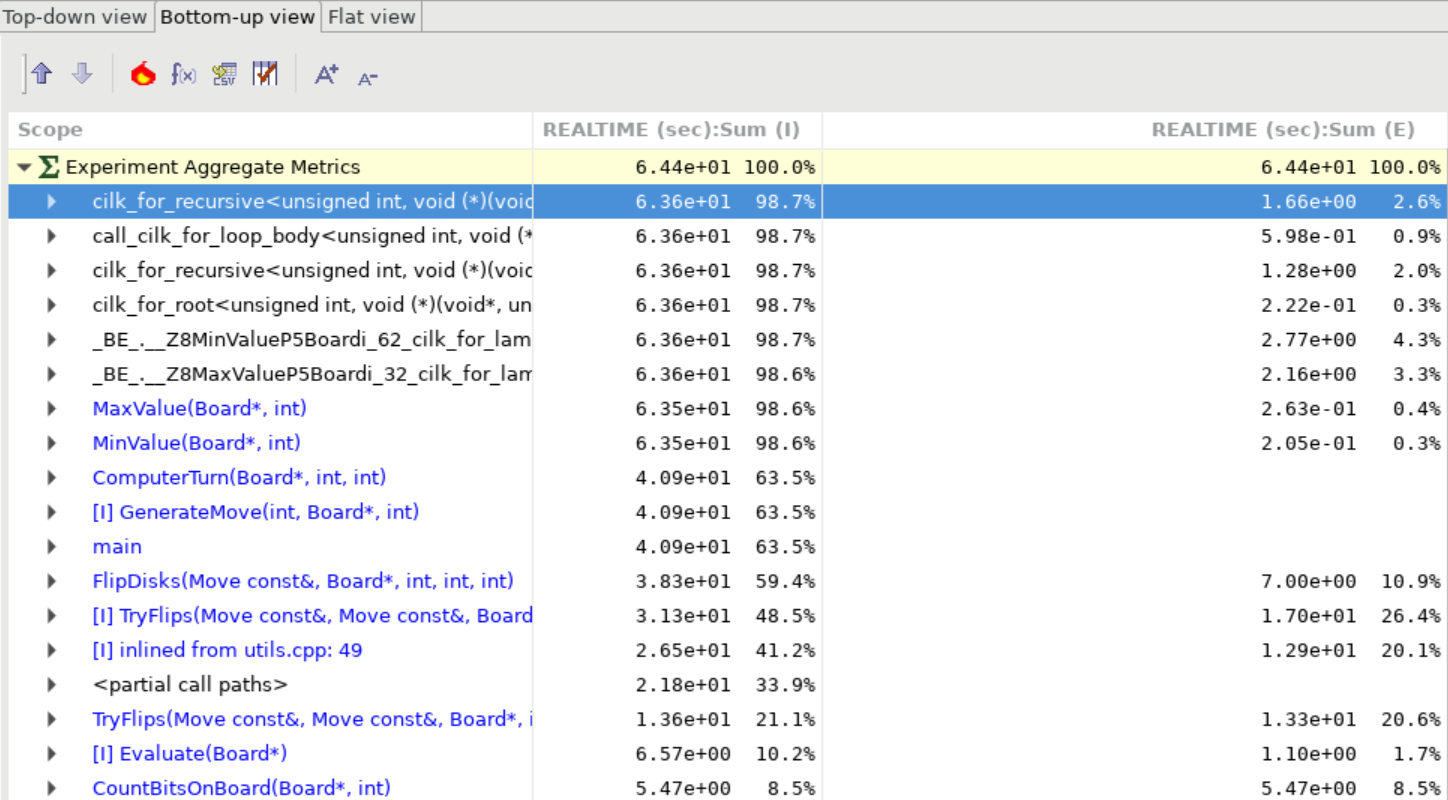 Top-down view Bottom-up view Flat view
f(x) CSV A+ A-
Scope REALTIME (sec):Sum (I) REALTIME (sec):Sum (E)
Σ Experiment Aggregate Metrics 6.44e+01 100.0% 6.44e+01 100.0%
cilk_for_recursive<unsigned int, void (*)(voic 6.36e+01 98.7% 1.66e+00 2.6%
call_cilk_for_loop_body<unsigned int, void (* 6.36e+01 98.7% 5.98e-01 0.9%
cilk_for_recursive<unsigned int, void (*)(voic 6.36e+01 98.7% 1.28e+00 2.0%
cilk_for_root<unsigned int, void (*)(void*, un 6.36e+01 98.7% 2.22e-01 0.3%
_BE_.__Z8MinValueP5Boardi_62_cilk_for_lam 6.36e+01 98.7% 2.77e+00 4.3%
_BE_.__Z8MaxValueP5Boardi_32_cilk_for_lam 6.36e+01 98.6% 2.16e+00 3.3%
MaxValue(Board*, int) 6.35e+01 98.6% 2.63e-01 0.4%
MinValue(Board*, int) 6.35e+01 98.6% 2.05e-01 0.3%
ComputerTurn(Board*, int, int) 4.09e+01 63.5%
[I] GenerateMove(int, Board*, int) 4.09e+01 63.5%
main 4.09e+01 63.5%
FlipDisks(Move const&, Board*, int, int, int) 3.83e+01 59.4% 7.00e+00 10.9%
[I] TryFlips(Move const&, Move const&, Board 3.13e+01 48.5% 1.70e+01 26.4%
[I] inlined from utils.cpp: 49 2.65e+01 41.2% 1.29e+01 20.1%
<partial call paths> 2.18e+01 33.9%
TryFlips(Move const&, Move const&, Board*, i 1.36e+01 21.1% 1.33e+01 20.6%
[I] Evaluate(Board*) 6.57e+00 10.2% 1.10e+00 1.7%
CountBitsOnBoard(Board*, int) 5.47e+00 8.5% 5.47e+00 8.5%